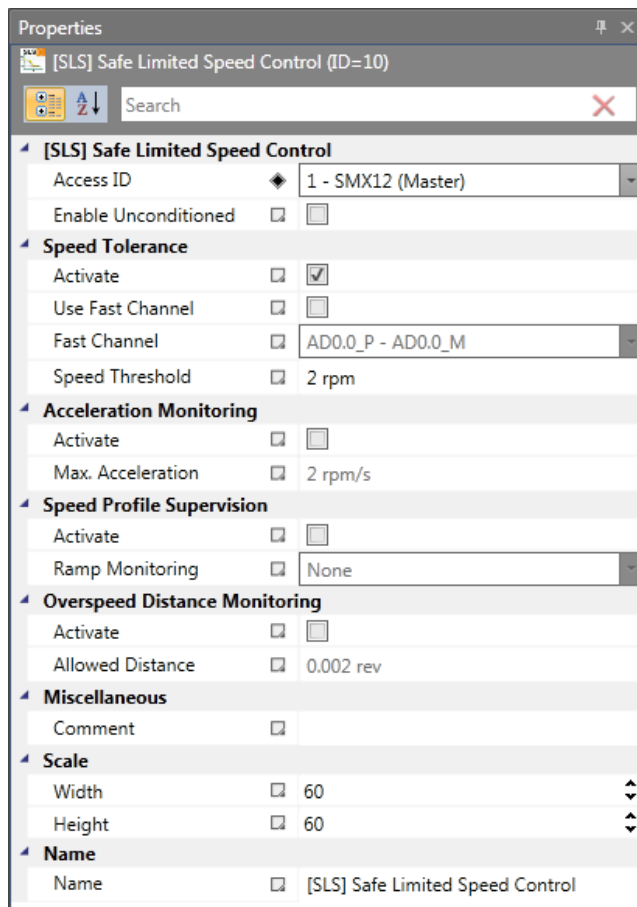 Properties
SLV
[SLS] Safe Limited Speed Control (ID=10)
A Z Search
[SLS] Safe Limited Speed Control
Access ID 1 - SMX12 (Master)
Enable Unconditioned
Speed Tolerance
Activate
Use Fast Channel
Fast Channel AD0.0_P - AD0.0_M
Speed Threshold 2 rpm
Acceleration Monitoring
Activate
Max. Acceleration 2 rpm/s
Speed Profile Supervision
Activate
Ramp Monitoring None
Overspeed Distance Monitoring
Activate
Allowed Distance 0.002 rev
Miscellaneous
Comment
Scale
Width 60
Height 60
Name
Name [SLS] Safe Limited Speed Control